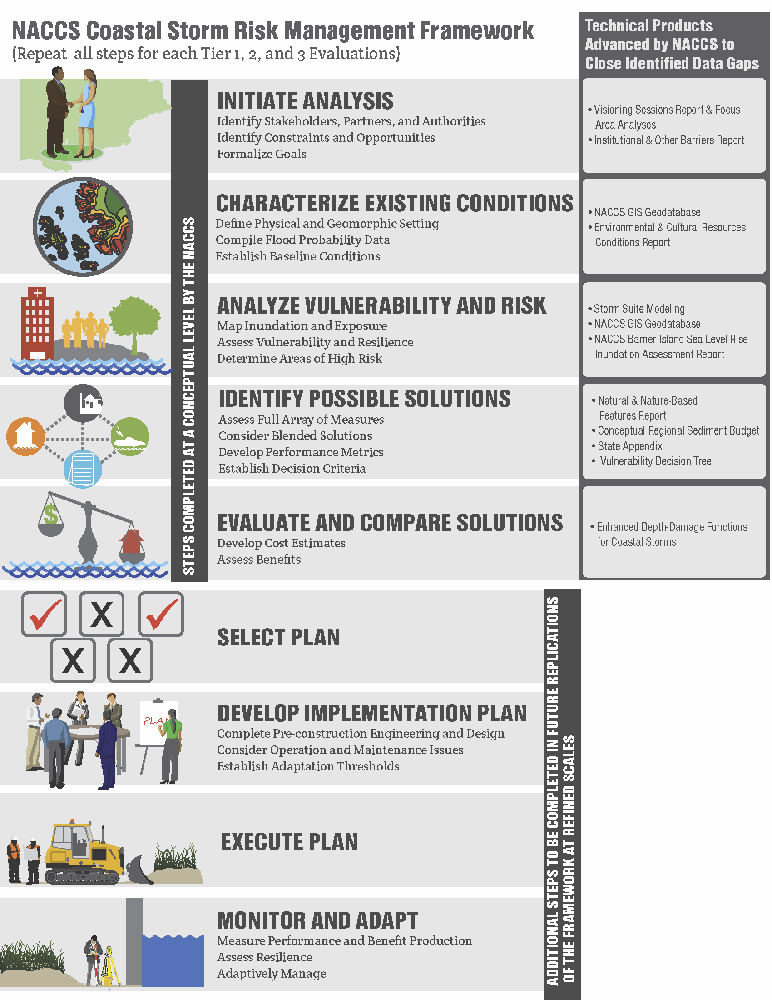 NACCS Coastal Storm Risk Management Framework
(Repeat all steps for each Tier 1, 2, and 3 Evaluations)
Technical Products
Advanced by NACCS to
Close Identified Data Gaps
STEPS COMPLETED AT A CONCEPTUAL LEVEL BY THE NACCS
INITIATE ANALYSIS
Identify Stakeholders, Partners, and Authorities
Identify Constraints and Opportunities
Formalize Goals
• Visioning Sessions Report & Focus
Area Analyses
• Institutional & Other Barriers Report
CHARACTERIZE EXISTING CONDITIONS
Define Physical and Geomorphic Setting
Compile Flood Probability Data
Establish Baseline Conditions
• NACCS GIS Geodatabase
• Environmental & Cultural Resources
Conditions Report
ANALYZE VULNERABILITY AND RISK
Map Inundation and Exposure
Assess Vulnerability and Resilience
Determine Areas of High Risk
• Storm Suite Modeling
• NACCS GIS Geodatabase
• NACCS Barrier Island Sea Level Rise
Inundation Assessment Report
IDENTIFY POSSIBLE SOLUTIONS
Assess Full Array of Measures
Consider Blended Solutions
Develop Performance Metrics
Establish Decision Criteria
• Natural & Nature-Based
Features Report
• Conceptual Regional Sediment Budget
• State Appendix
• Vulnerability Decision Tree
$
EVALUATE AND COMPARE SOLUTIONS
Develop Cost Estimates
Assess Benefits
• Enhanced Depth-Damage Functions
for Coastal Storms
ADDITIONAL STEPS TO BE COMPLETED IN FUTURE REPLICATIONS
OF THE FRAMEWORK AT REFINED SCALES
X
X X
SELECT PLAN
PLAN
DEVELOP IMPLEMENTATION PLAN
Complete Pre-construction Engineering and Design
Consider Operation and Maintenance Issues
Establish Adaptation Thresholds
EXECUTE PLAN
MONITOR AND ADAPT
Measure Performance and Benefit Production
Assess Resilience
Adaptively Manage